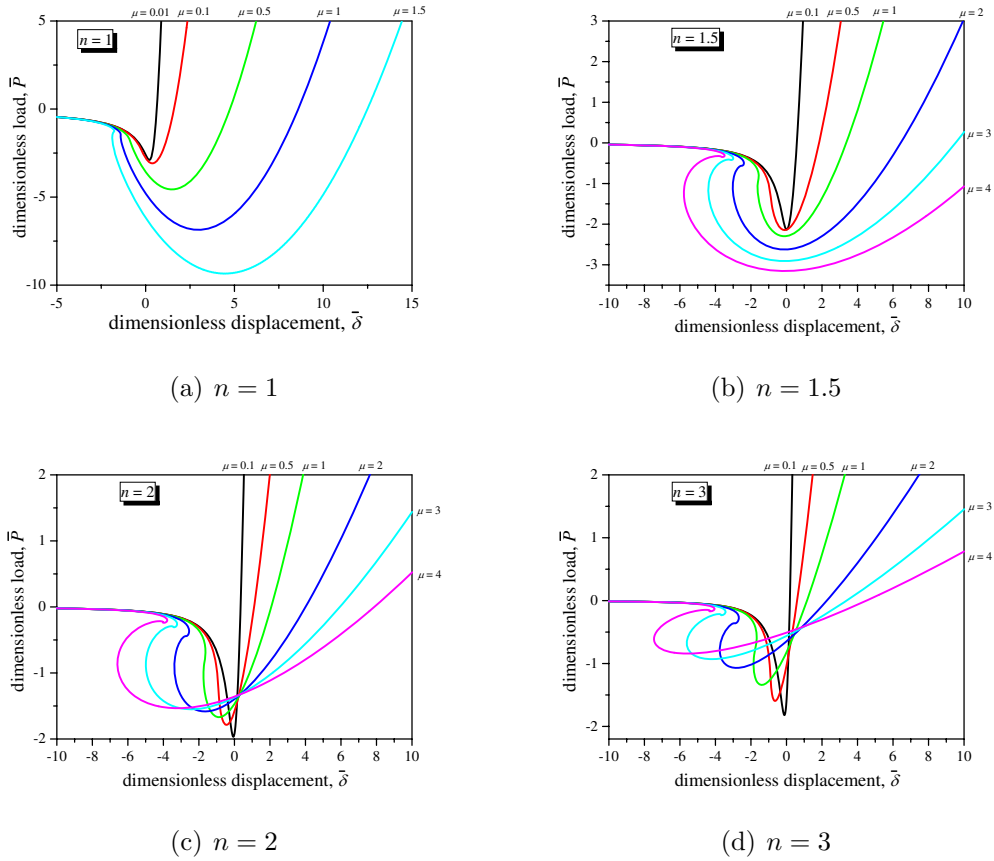 μ = 0.01 μ = 0.1 μ = 0.5 μ = 1 μ = 1.5
n = 1
5
0
-5
-10
dimensionless load, P̄
-5 0 5 10 15
dimensionless displacement, δ̄
(a) n = 1
μ = 0.1 μ = 0.5 μ = 1 μ = 2
n = 1.5
μ = 3
μ = 4
3
2
1
0
-1
-2
-3
dimensionless load, P̄
-10 -8 -6 -4 -2 0 2 4 6 8 10
dimensionless displacement, δ̄
(b) n = 1.5
μ = 0.1 μ = 0.5 μ = 1 μ = 2
n = 2
μ = 3
μ = 4
2
1
0
-1
-2
dimensionless load, P̄
-10 -8 -6 -4 -2 0 2 4 6 8 10
dimensionless displacement, δ̄
(c) n = 2
μ = 0.1 μ = 0.5 μ = 1 μ = 2
n = 3
μ = 3
μ = 4
2
1
0
-1
-2
dimensionless load, P̄
-10 -8 -6 -4 -2 0 2 4 6 8 10
dimensionless displacement, δ̄
(d) n = 3